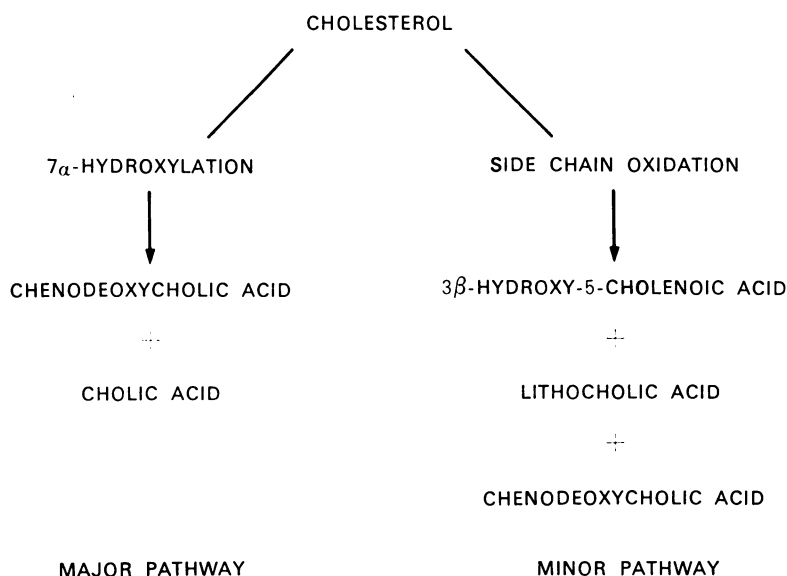 CHOLESTEROL
7α-HYDROXYLATION
SIDE CHAIN OXIDATION
CHENODEOXYCHOLIC ACID
3β-HYDROXY-5-CHOLENOIC ACID
+
+
CHOLIC ACID
LITHOCHOLIC ACID
+
CHENODEOXYCHOLIC ACID
MAJOR PATHWAY
MINOR PATHWAY